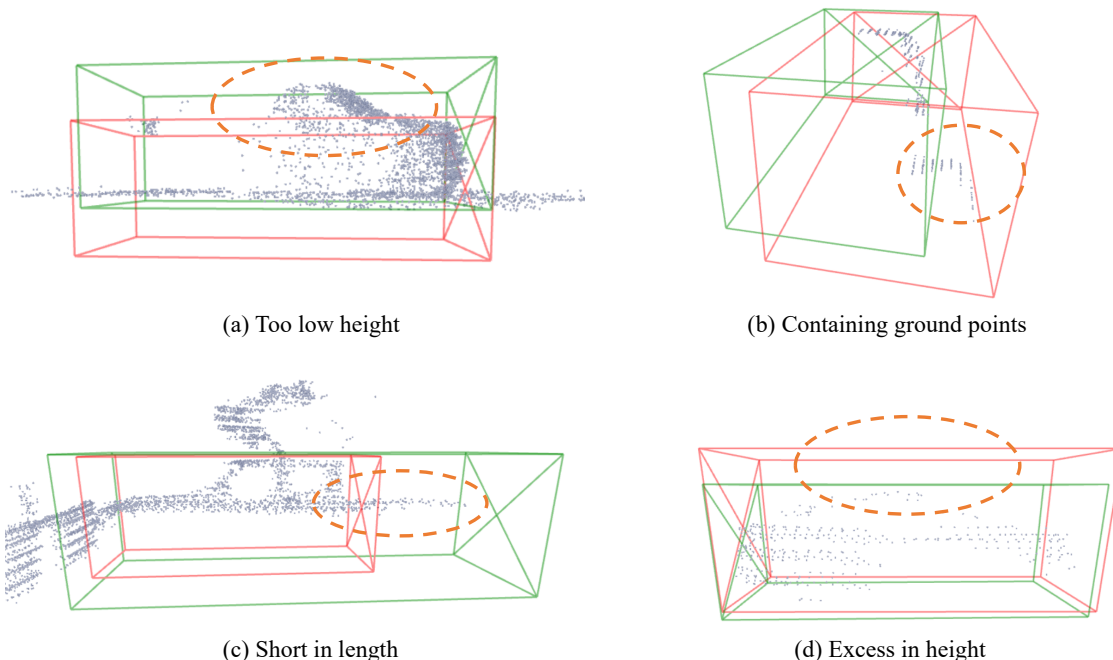 (a) Too low height
(b) Containing ground points
(c) Short in length
(d) Excess in height